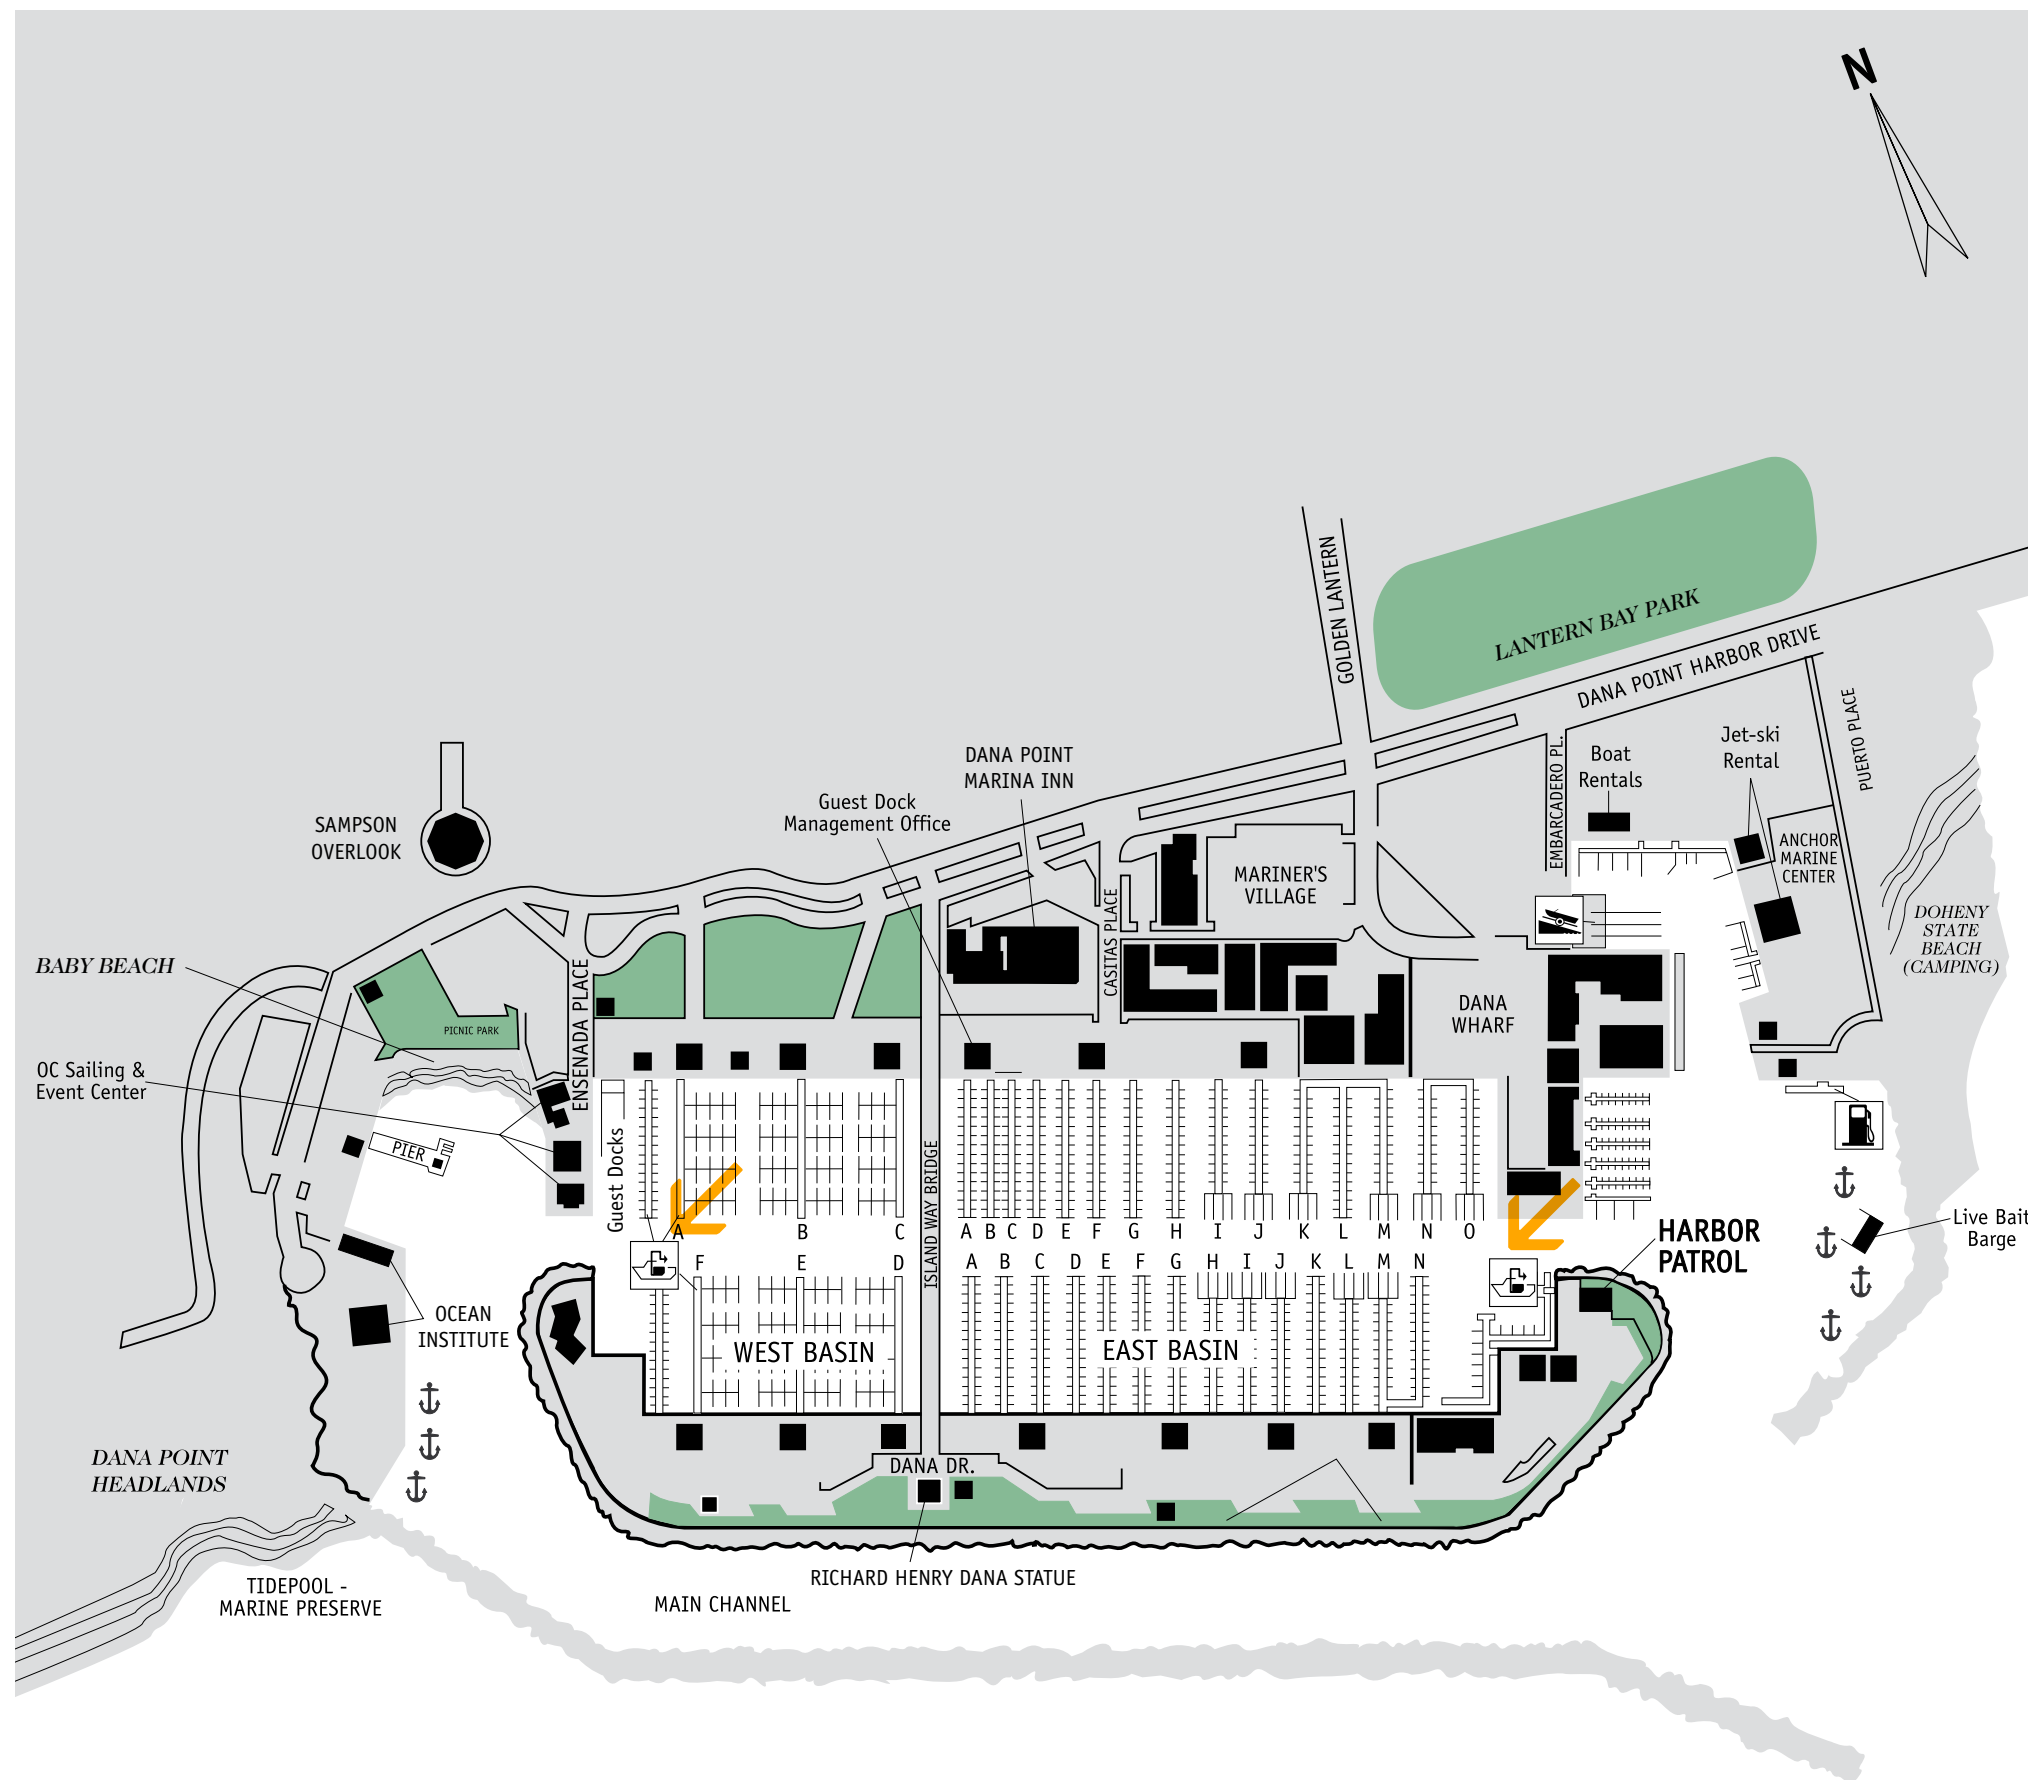 N
GOLDEN LANTERN
LANTERN BAY PARK
DANA POINT HARBOR DRIVE
PUERTO PLACE
EMBARCADERO PL.
Boat
Rentals
Jet-ski
Rental
DANA POINT
MARINA INN
Guest Dock
Management Office
SAMPSON
OVERLOOK
MARINER'S
VILLAGE
ANCHOR
MARINE
CENTER
CASITAS PLACE
DOHENY
STATE
BEACH
(CAMPING)
BABY BEACH
ENSENADA PLACE
PICNIC PARK
DANA
WHARF
OC Sailing &
Event Center
PIER
Guest Docks
ISLAND WAY BRIDGE
A B C
A B C D E F G H I J K L M N O
F E D
A B C D E F G H I J K L M N
HARBOR
PATROL
Live Bait
Barge
OCEAN
INSTITUTE
WEST BASIN
EAST BASIN
DANA POINT
HEADLANDS
DANA DR.
RICHARD HENRY DANA STATUE
TIDEPOOL -
MARINE PRESERVE
MAIN CHANNEL